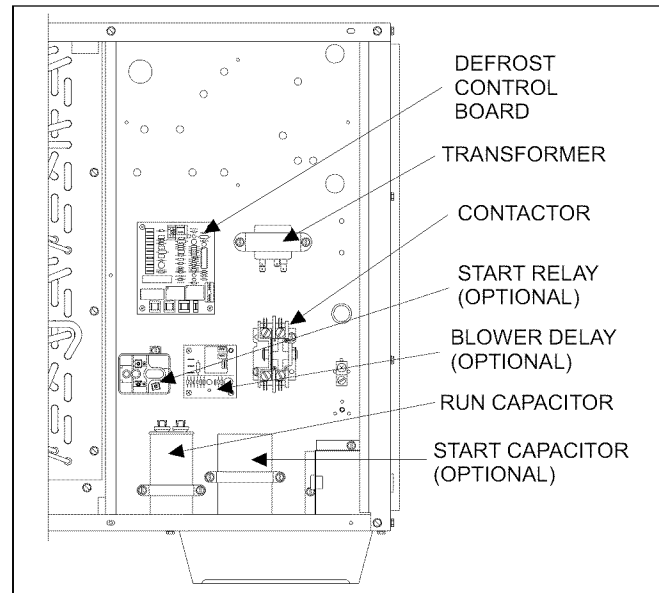 DEFROST
CONTROL
BOARD
TRANSFORMER
CONTACTOR
START RELAY
(OPTIONAL)
BLOWER DELAY
(OPTIONAL)
RUN CAPACITOR
START CAPACITOR
(OPTIONAL)